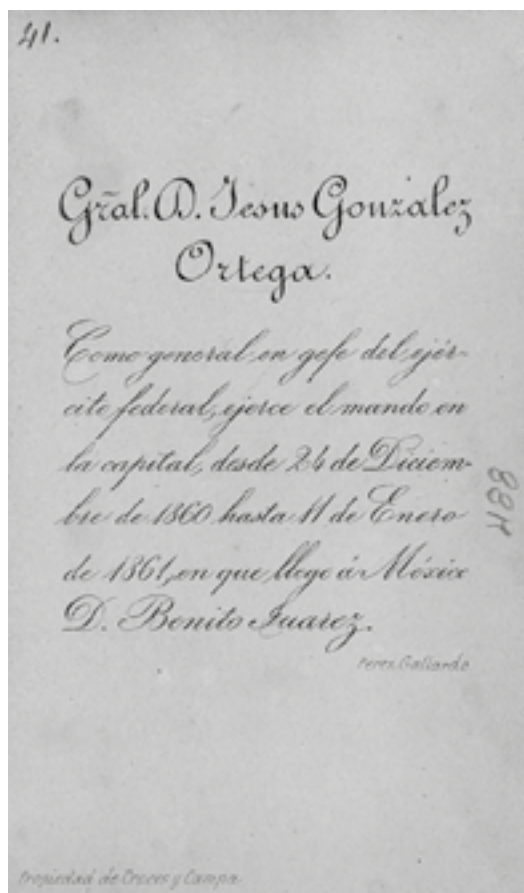 41.
Gral. D. Jesus Gonzalez
Ortega.
Como general en gefe del ejér-
cito federal, ejerce el mando en
la capital, desde 24 de Diciem-
bre de 1860 hasta 11 de Enero
de 1861, en que llego á México
D. Benito Juarez.
Perez Gallardo
Propiedad de Cruces y Campa